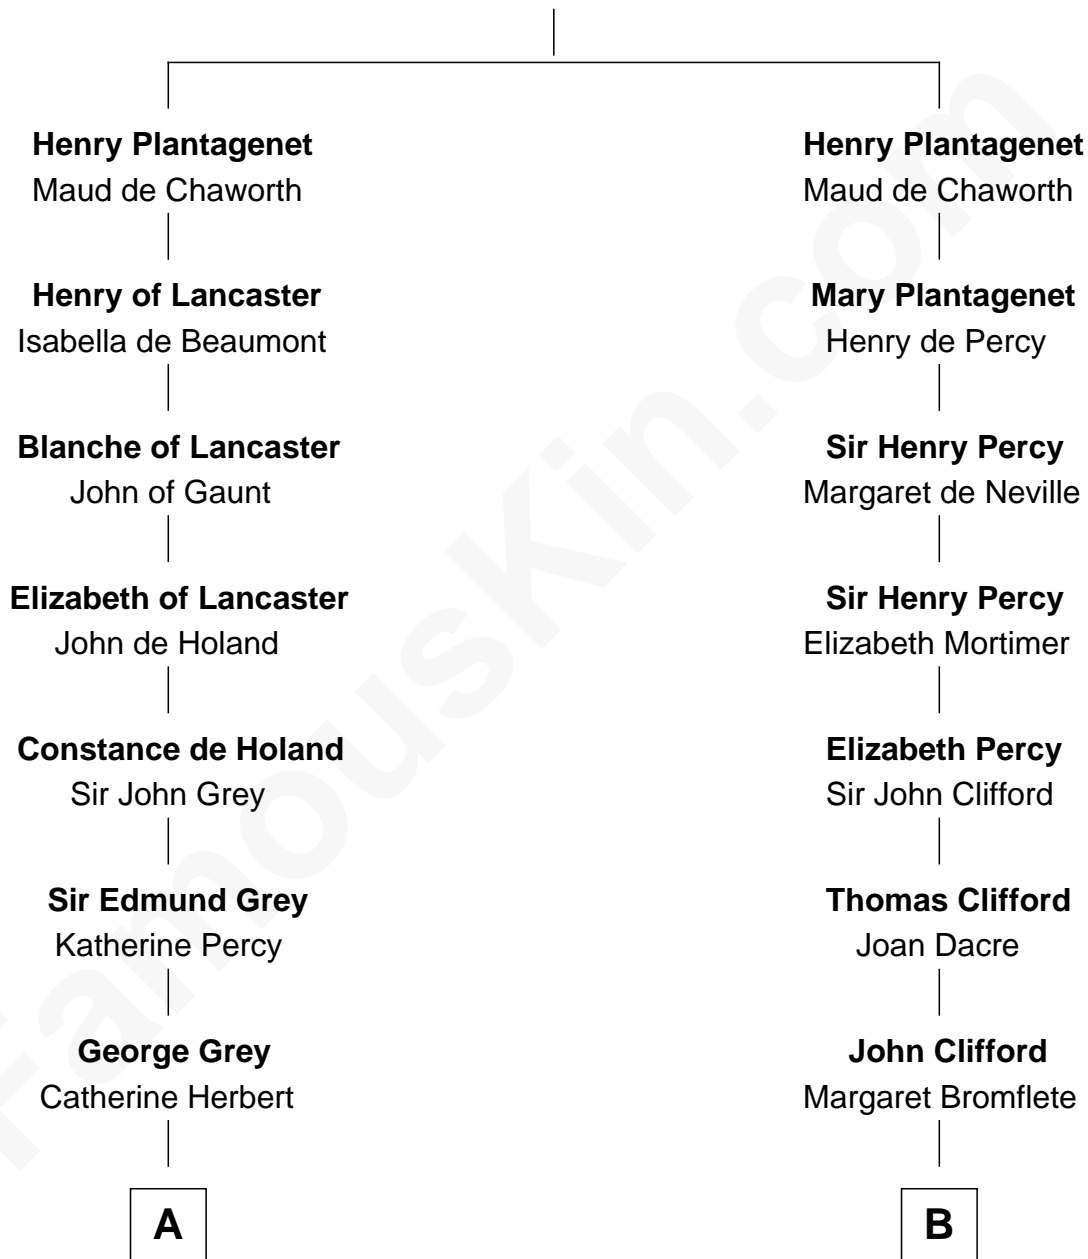 Henry Plantagenet
Maud de Chaworth
Henry of Lancaster
Isabella de Beaumont
Blanche of Lancaster
John of Gaunt
Elizabeth of Lancaster
John de Holand
Constance de Holand
Sir John Grey
Sir Edmund Grey
Katherine Percy
George Grey
Catherine Herbert
A
Henry Plantagenet
Maud de Chaworth
Mary Plantagenet
Henry de Percy
Sir Henry Percy
Margaret de Neville
Sir Henry Percy
Elizabeth Mortimer
Elizabeth Percy
Sir John Clifford
Thomas Clifford
Joan Dacre
John Clifford
Margaret Bromflete
B
FamousKin.com